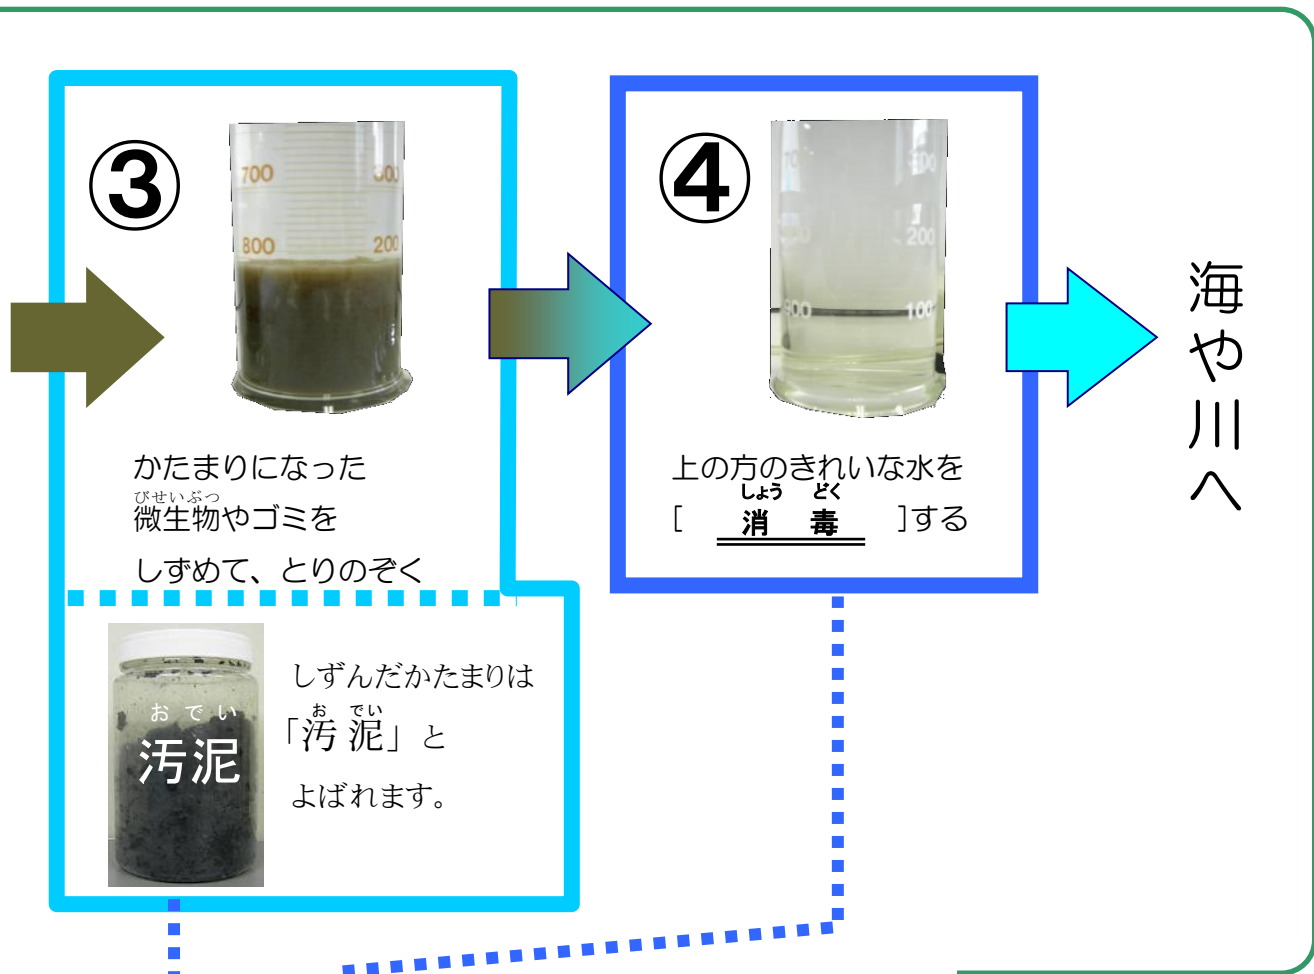 ③
700 300
800 200
かたまりになった
びせいぶつ
微生物やゴミを
しずめて、とりのぞく
おでい
汚泥
しずんだかたまりは
お でい
「汚 泥」と
よばれます。
④
300
200
900 100
上の方のきれいな水を
しょう どく
[ 消 毒 ]する
海や川へ